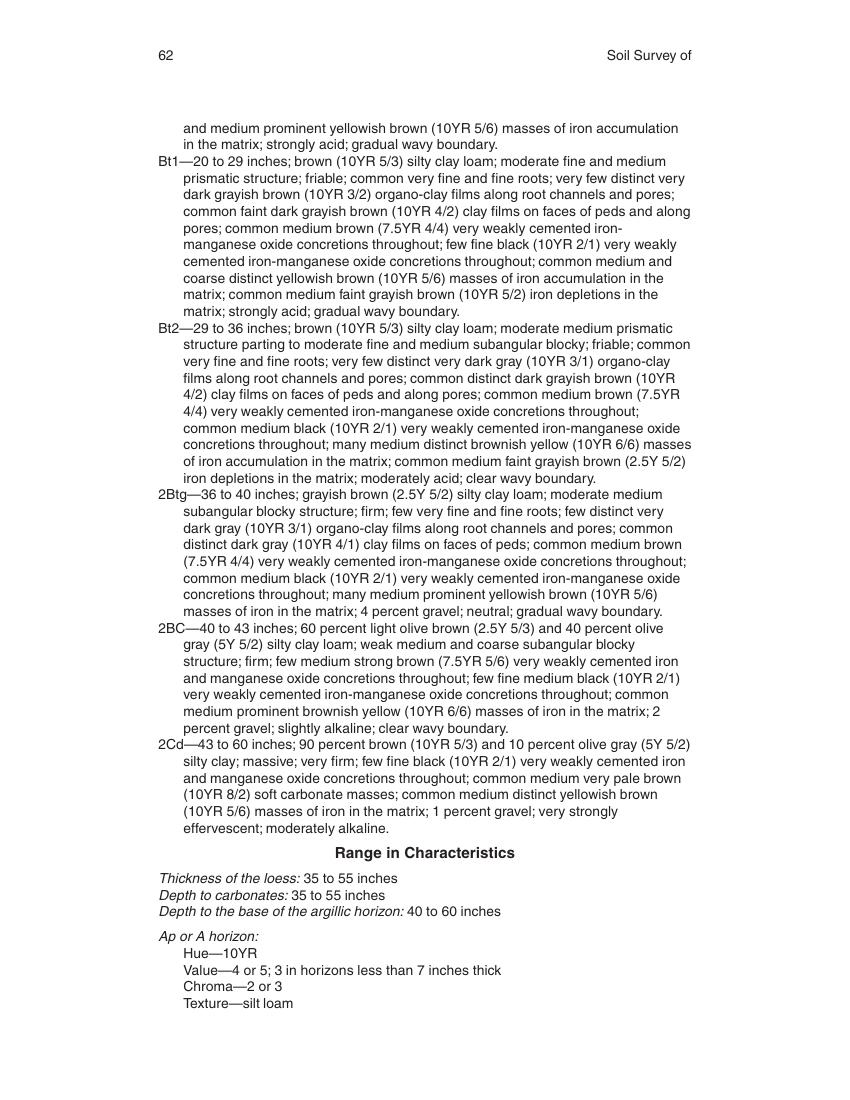 62
Soil Survey of
and medium prominent yellowish brown (10YR 5/6) masses of iron accumulation
in the matrix; strongly acid; gradual wavy boundary.
Bt1—20 to 29 inches; brown (10YR 5/3) silty clay loam; moderate fine and medium
prismatic structure; friable; common very fine and fine roots; very few distinct very
dark grayish brown (10YR 3/2) organo-clay films along root channels and pores;
common faint dark grayish brown (10YR 4/2) clay films on faces of peds and along
pores; common medium brown (7.5YR 4/4) very weakly cemented iron-
manganese oxide concretions throughout; few fine black (10YR 2/1) very weakly
cemented iron-manganese oxide concretions throughout; common medium and
coarse distinct yellowish brown (10YR 5/6) masses of iron accumulation in the
matrix; common medium faint grayish brown (10YR 5/2) iron depletions in the
matrix; strongly acid; gradual wavy boundary.
Bt2—29 to 36 inches; brown (10YR 5/3) silty clay loam; moderate medium prismatic
structure parting to moderate fine and medium subangular blocky; friable; common
very fine and fine roots; very few distinct very dark gray (10YR 3/1) organo-clay
films along root channels and pores; common distinct dark grayish brown (10YR
4/2) clay films on faces of peds and along pores; common medium brown (7.5YR
4/4) very weakly cemented iron-manganese oxide concretions throughout;
common medium black (10YR 2/1) very weakly cemented iron-manganese oxide
concretions throughout; many medium distinct brownish yellow (10YR 6/6) masses
of iron accumulation in the matrix; common medium faint grayish brown (2.5Y 5/2)
iron depletions in the matrix; moderately acid; clear wavy boundary.
2Btg—36 to 40 inches; grayish brown (2.5Y 5/2) silty clay loam; moderate medium
subangular blocky structure; firm; few very fine and fine roots; few distinct very
dark gray (10YR 3/1) organo-clay films along root channels and pores; common
distinct dark gray (10YR 4/1) clay films on faces of peds; common medium brown
(7.5YR 4/4) very weakly cemented iron-manganese oxide concretions throughout;
common medium black (10YR 2/1) very weakly cemented iron-manganese oxide
concretions throughout; many medium prominent yellowish brown (10YR 5/6)
masses of iron in the matrix; 4 percent gravel; neutral; gradual wavy boundary.
2BC—40 to 43 inches; 60 percent light olive brown (2.5Y 5/3) and 40 percent olive
gray (5Y 5/2) silty clay loam; weak medium and coarse subangular blocky
structure; firm; few medium strong brown (7.5YR 5/6) very weakly cemented iron
and manganese oxide concretions throughout; few fine medium black (10YR 2/1)
very weakly cemented iron-manganese oxide concretions throughout; common
medium prominent brownish yellow (10YR 6/6) masses of iron in the matrix; 2
percent gravel; slightly alkaline; clear wavy boundary.
2Cd—43 to 60 inches; 90 percent brown (10YR 5/3) and 10 percent olive gray (5Y 5/2)
silty clay; massive; very firm; few fine black (10YR 2/1) very weakly cemented iron
and manganese oxide concretions throughout; common medium very pale brown
(10YR 8/2) soft carbonate masses; common medium distinct yellowish brown
(10YR 5/6) masses of iron in the matrix; 1 percent gravel; very strongly
effervescent; moderately alkaline.
Range in Characteristics
Thickness of the loess: 35 to 55 inches
Depth to carbonates: 35 to 55 inches
Depth to the base of the argillic horizon: 40 to 60 inches
Ap or A horizon:
Hue—10YR
Value—4 or 5; 3 in horizons less than 7 inches thick
Chroma—2 or 3
Texture—silt loam